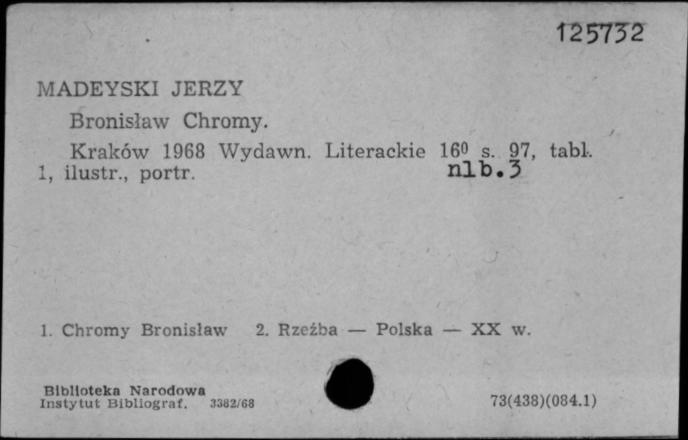 125732
MADEYSKI JERZY
Bronisław Chromy.
Kraków 1968 Wydawn. Literackie 16⁰ s. 97, tabl.
1, ilustr., portr. nlb.3
1. Chromy Bronisław 2. Rzeźba — Polska — XX w.
Biblioteka Narodowa
Instytut Bibliograf. 3382/68 73(438)(084.1)